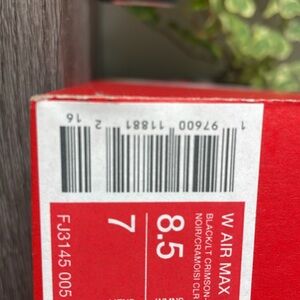 1 97600 11881 2
16
W AIR MAX
BLACK/LT CRIMSON-
NOIR/CRAMOISI CLR
8.5
7
FJ3145 005